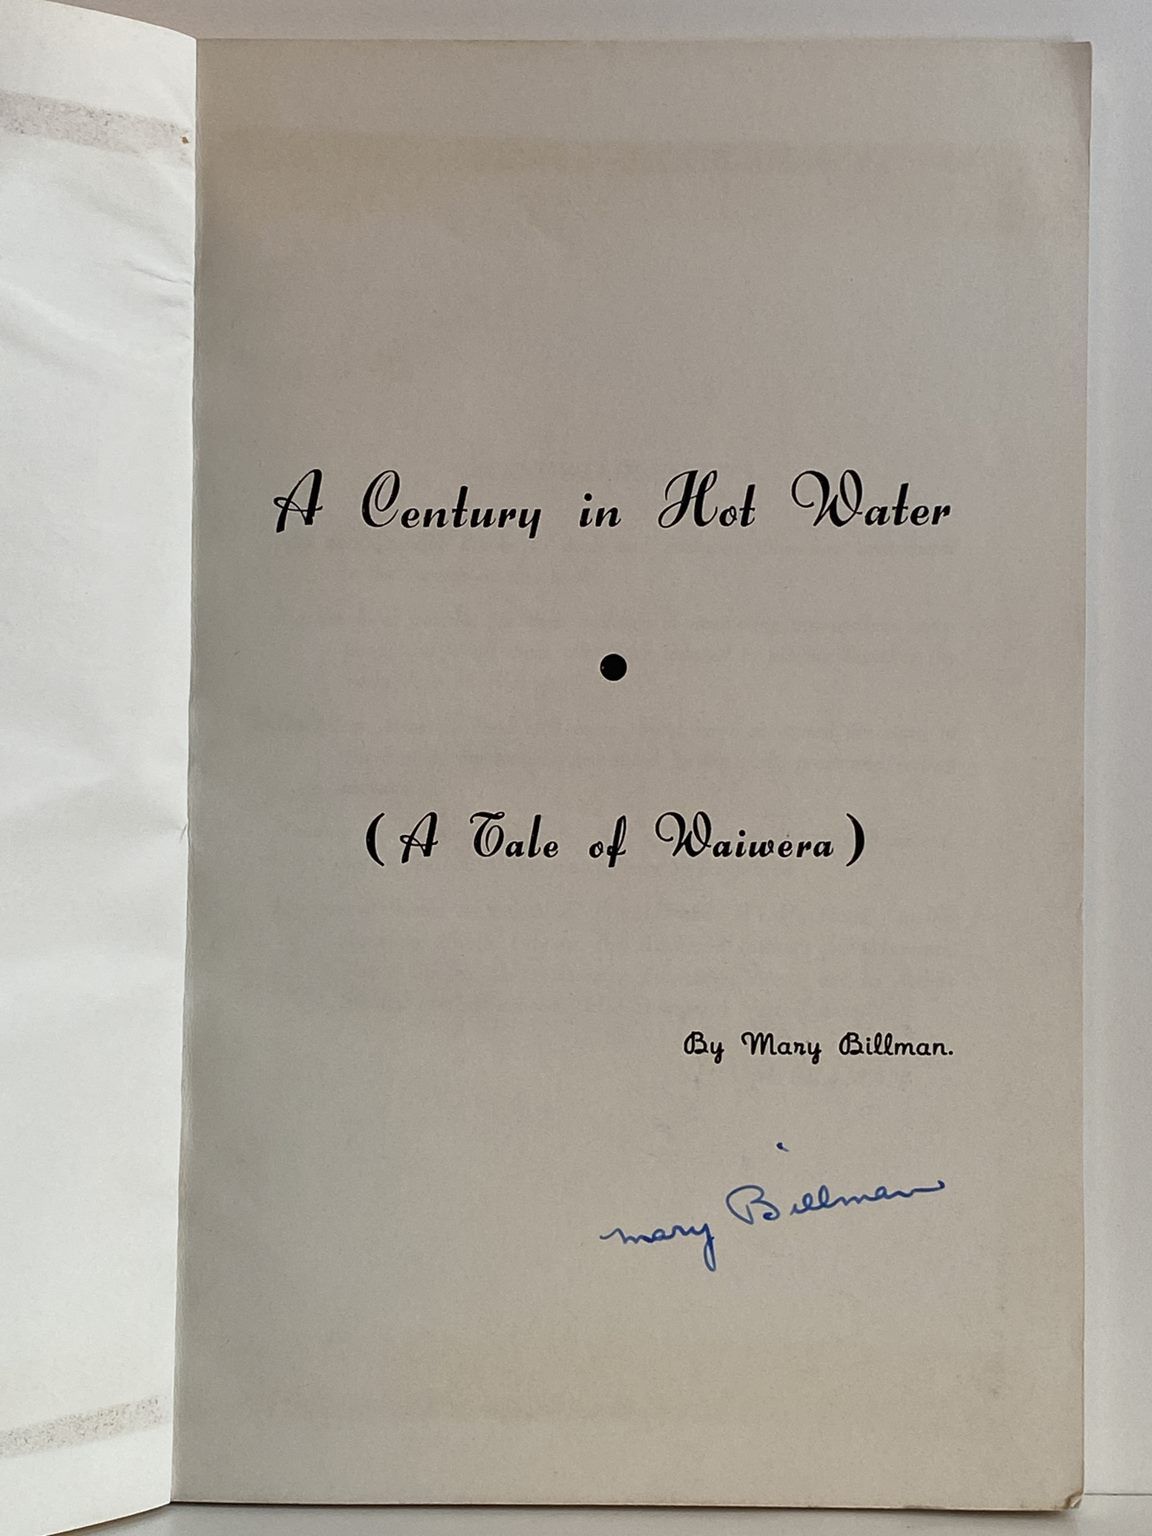 A Century in Hot Water
(A Tale of Waiwera)
By Mary Billman.
Mary Billman